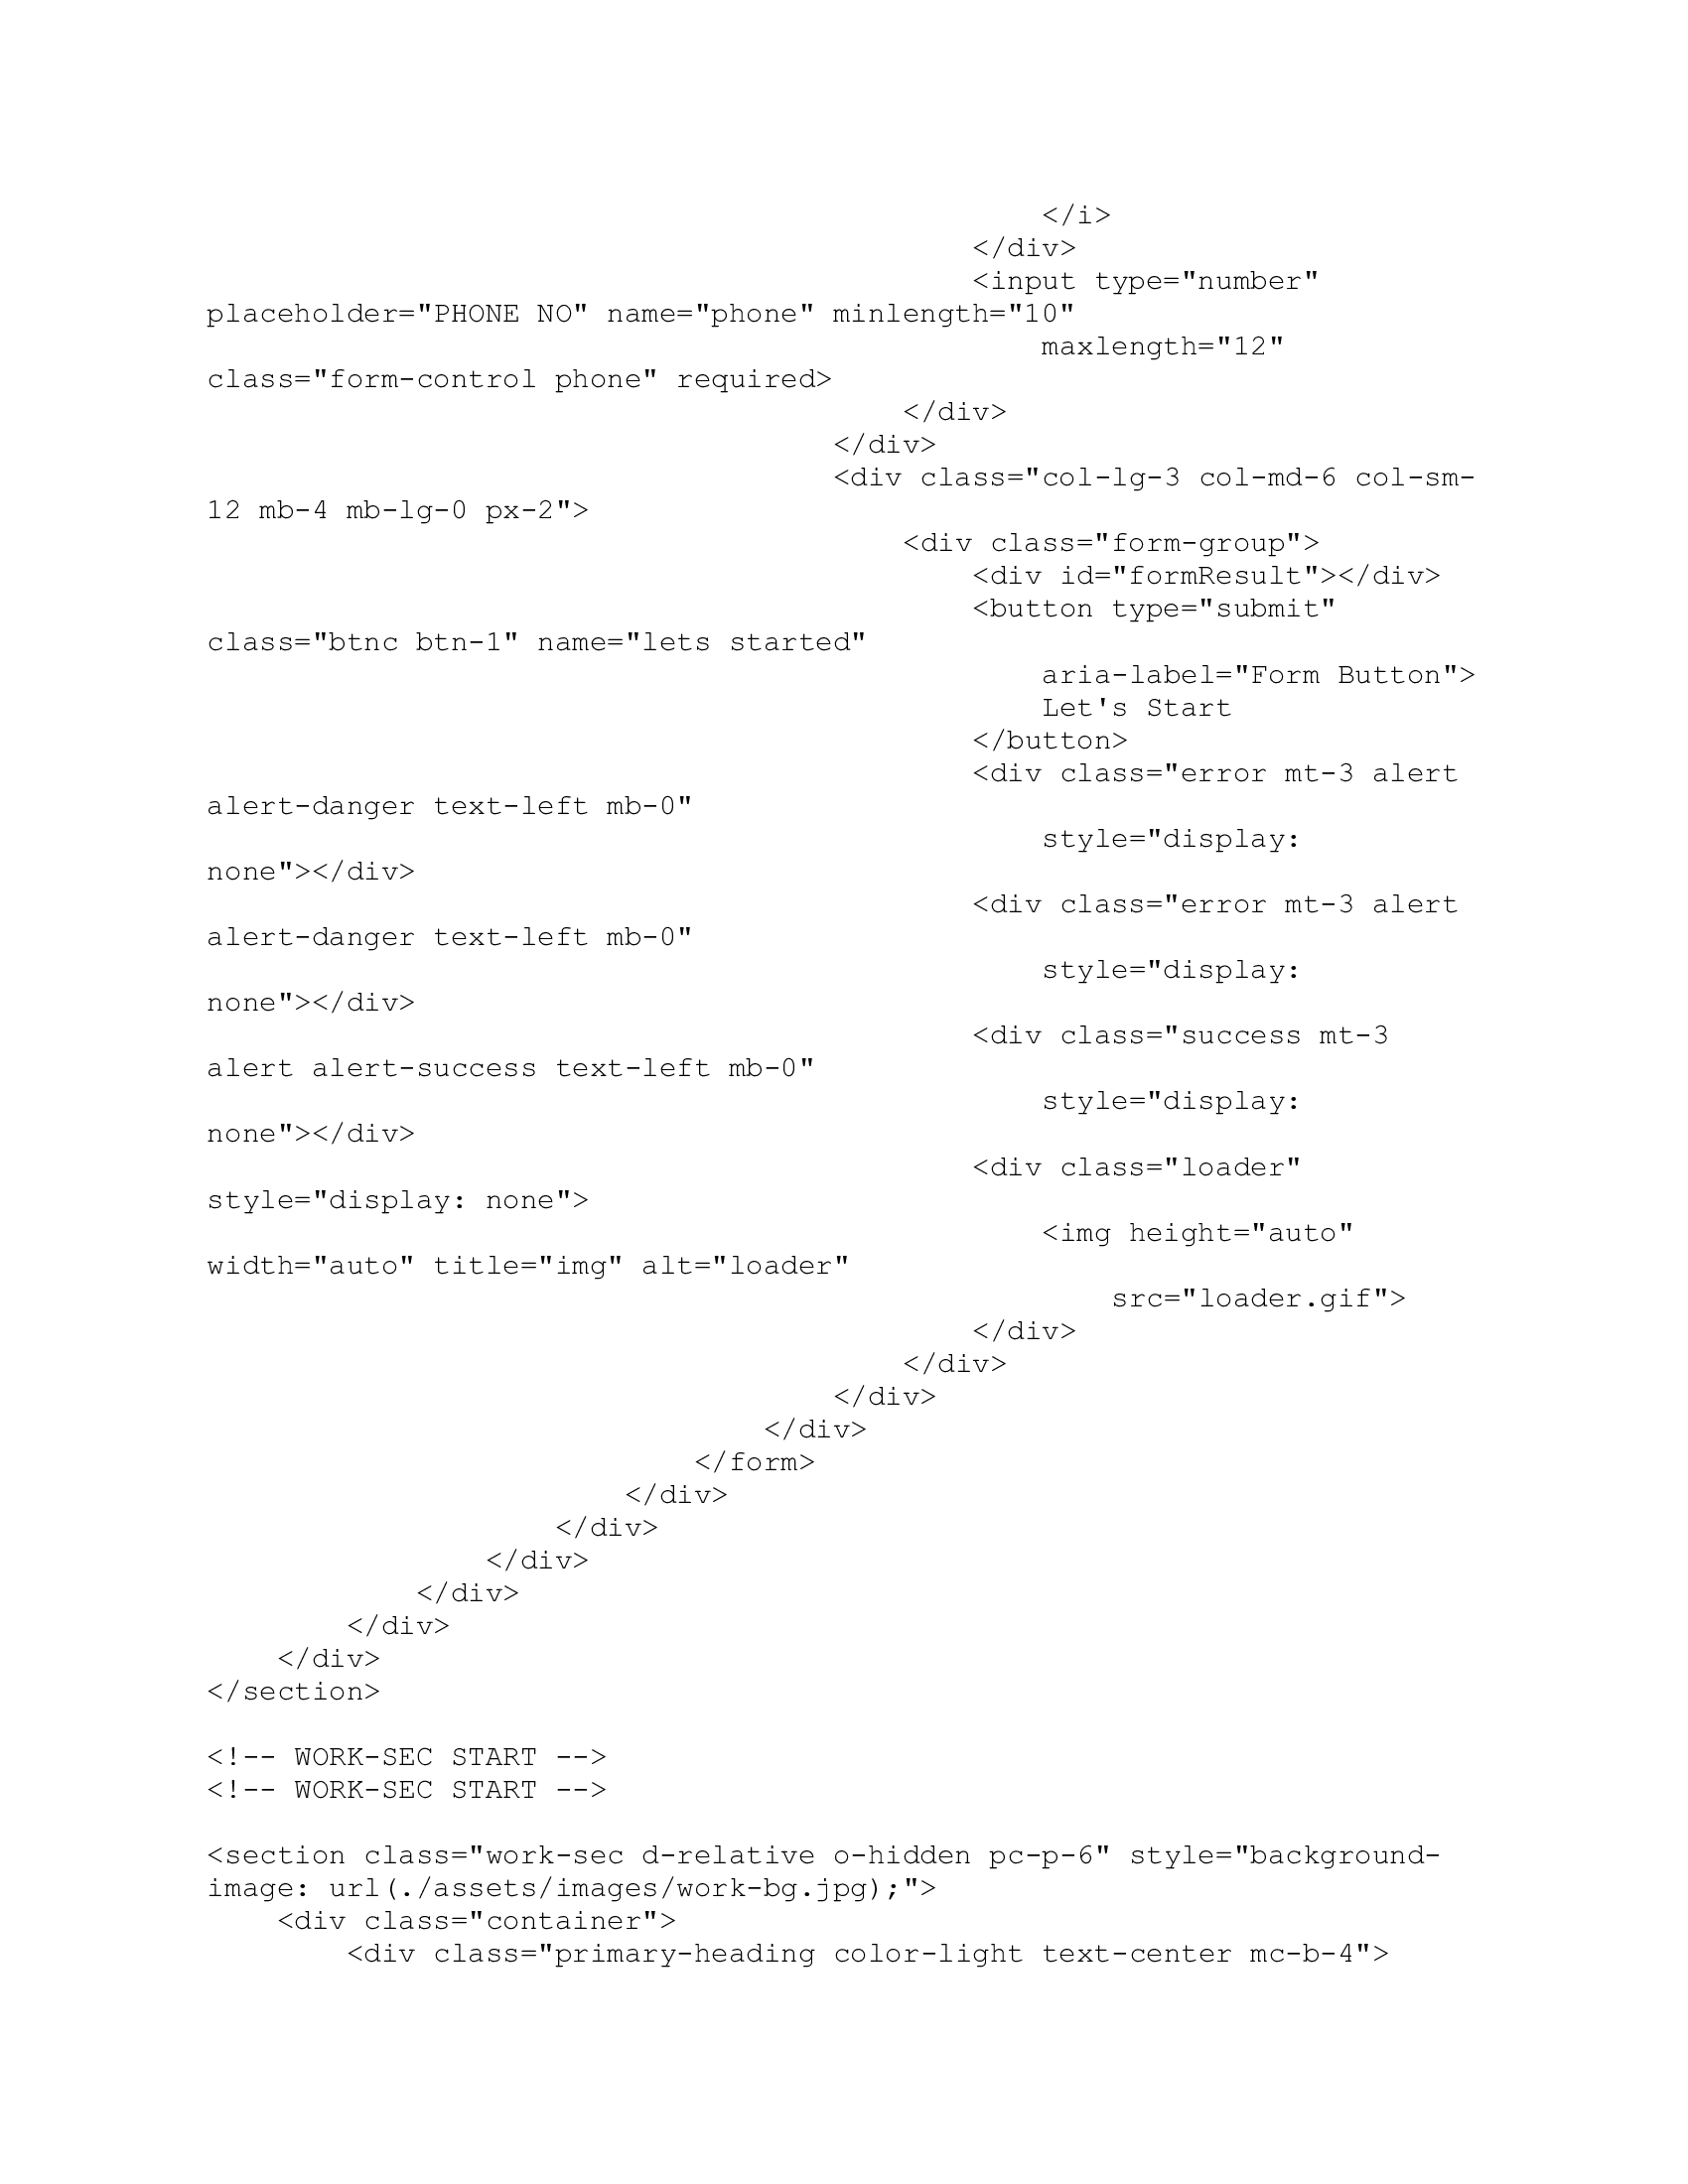 </i>
</div>
<input type="number"
placeholder="PHONE NO" name="phone" minlength="10"
maxlength="12"
class="form-control phone" required>
</div>
</div>
<div class="col-lg-3 col-md-6 col-sm-
12 mb-4 mb-lg-0 px-2">
<div class="form-group">
<div id="formResult"></div>
<button type="submit"
class="btnc btn-1" name="lets started"
aria-label="Form Button">
Let's Start
</button>
<div class="error mt-3 alert
alert-danger text-left mb-0"
style="display:
none"></div>
<div class="error mt-3 alert
alert-danger text-left mb-0"
style="display:
none"></div>
<div class="success mt-3
alert alert-success text-left mb-0"
style="display:
none"></div>
<div class="loader"
style="display: none">
<img height="auto"
width="auto" title="img" alt="loader"
src="loader.gif">
</div>
</div>
</div>
</div>
</form>
</div>
</div>
</div>
</div>
</div>
</div>
</section>
<!-- WORK-SEC START -->
<!-- WORK-SEC START -->
<section class="work-sec d-relative o-hidden pc-p-6" style="background-
image: url(./assets/images/work-bg.jpg);">
<div class="container">
<div class="primary-heading color-light text-center mc-b-4">